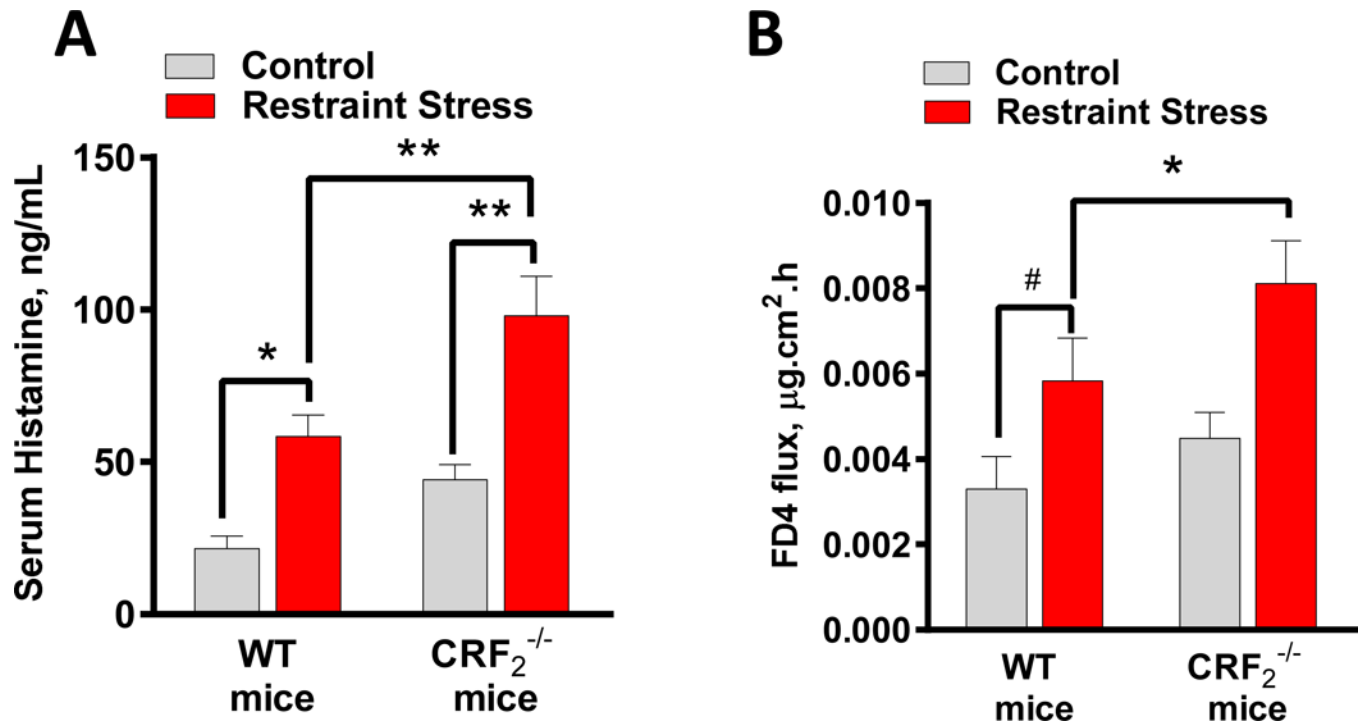 A
Control
Restraint Stress
Serum Histamine, ng/mL
150
100
50
0
*
**
**
WT
mice
CRF₂⁻/⁻
mice
B
Control
Restraint Stress
FD4 flux, μg.cm².h
0.010
0.008
0.006
0.004
0.002
0.000
#
*
WT
mice
CRF₂⁻/⁻
mice